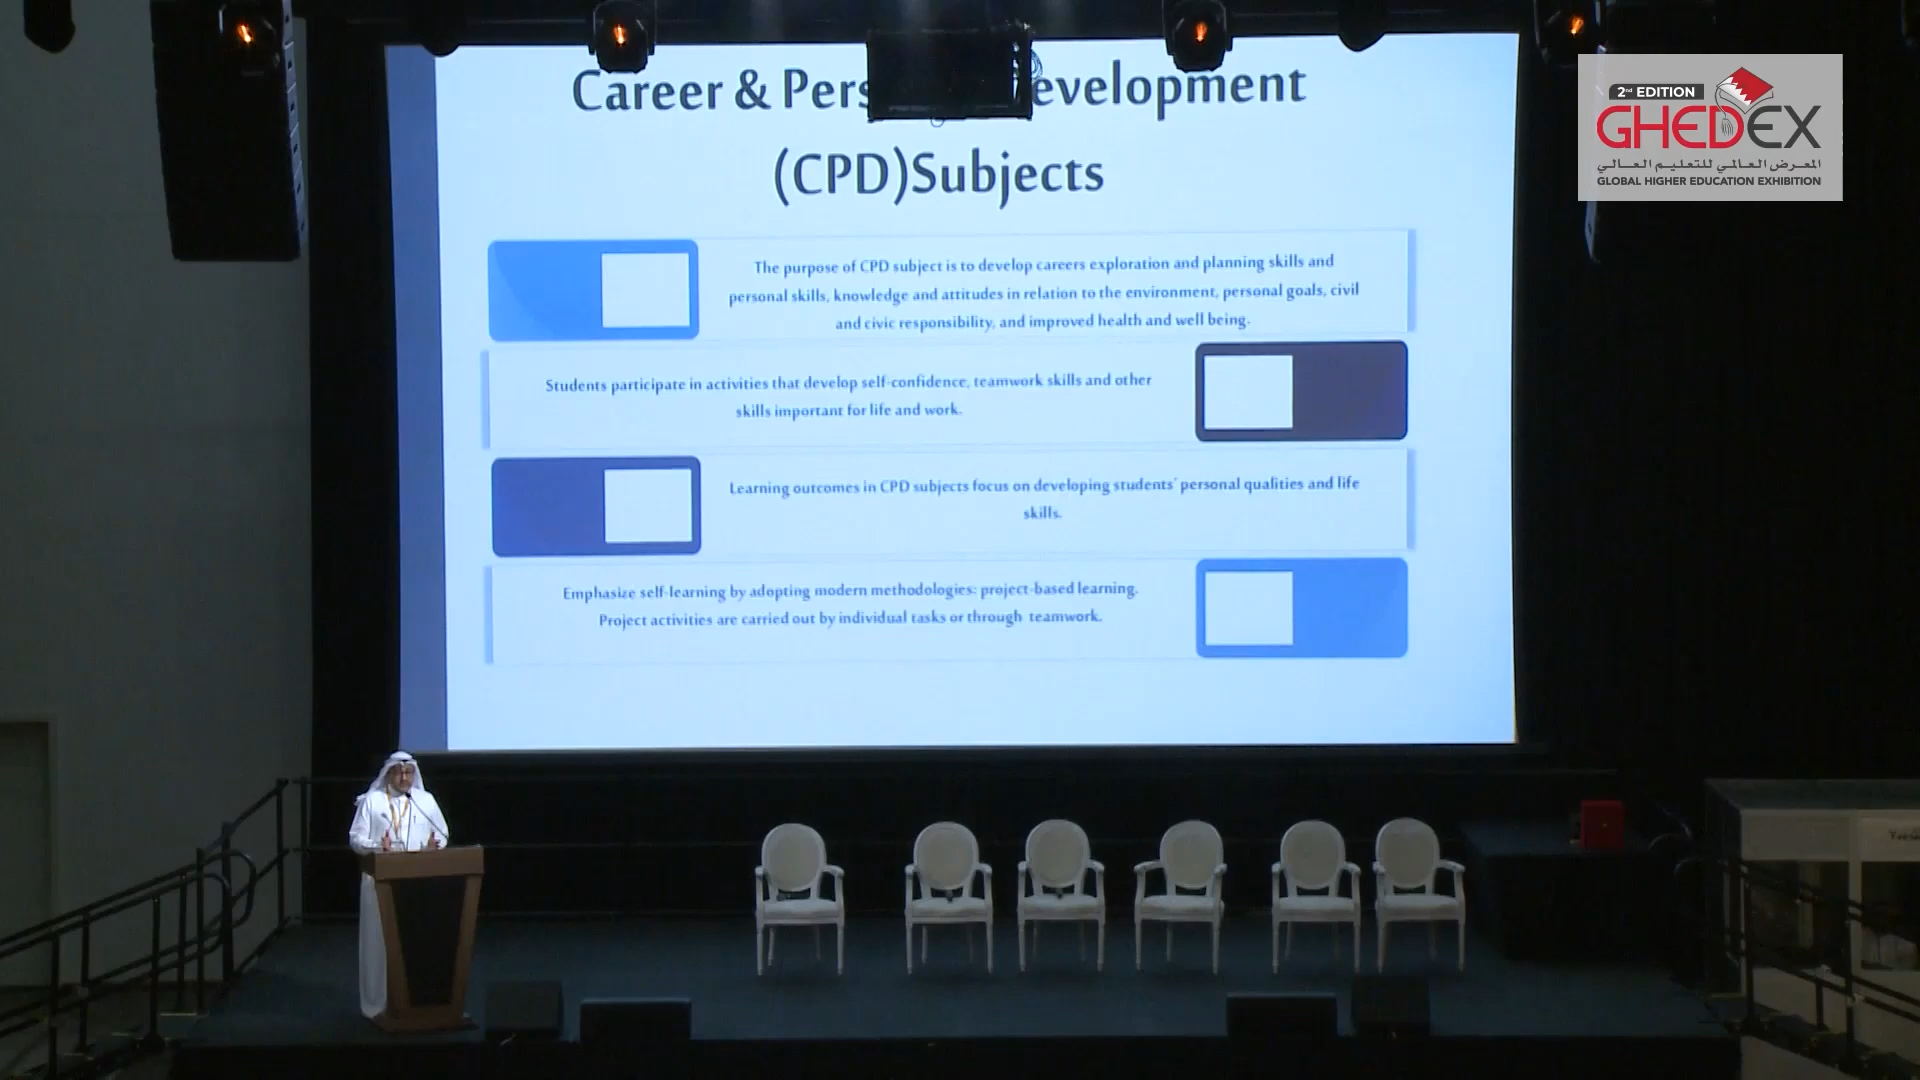 Career & Pers evelopment
(CPD)Subjects
The purpose of CPD subject is to develop careers exploration and planning skills and
personal skills, knowledge and attitudes in relation to the environment, personal goals, civil
and civic responsibility, and improved health and well being.
Students participate in activities that develop self-confidence, teamwork skills and other
skills important for life and work.
Learning outcomes in CPD subjects focus on developing students' personal qualities and life
skills.
Emphasize self-learning by adopting modern methodologies: project-based learning.
Project activities are carried out by individual tasks or through teamwork.
2nd EDITION
GHEDEX
المعرض العالمي للتعليم العالي
GLOBAL HIGHER EDUCATION EXHIBITION